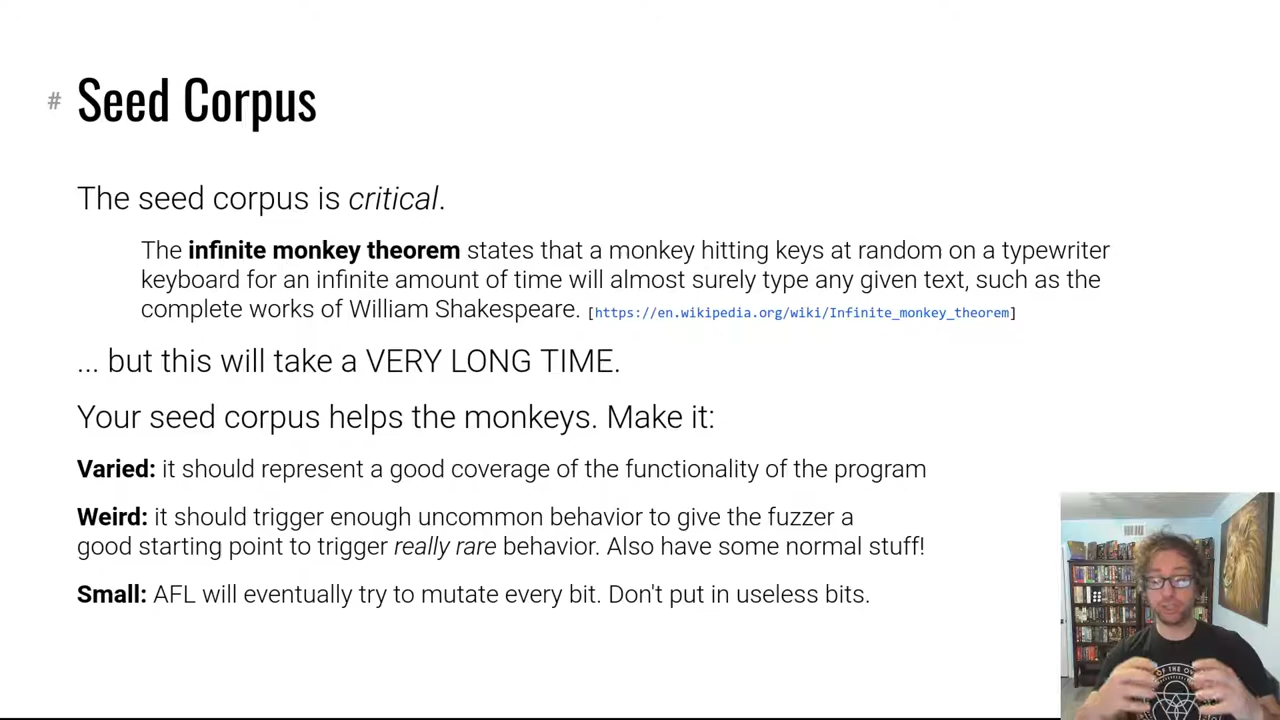 # Seed Corpus
The seed corpus is critical.
The infinite monkey theorem states that a monkey hitting keys at random on a typewriter
keyboard for an infinite amount of time will almost surely type any given text, such as the
complete works of William Shakespeare. [https://en.wikipedia.org/wiki/Infinite_monkey_theorem]
... but this will take a VERY LONG TIME.
Your seed corpus helps the monkeys. Make it:
Varied: it should represent a good coverage of the functionality of the program
Weird: it should trigger enough uncommon behavior to give the fuzzer a
good starting point to trigger really rare behavior. Also have some normal stuff!
Small: AFL will eventually try to mutate every bit. Don't put in useless bits.
OF THE